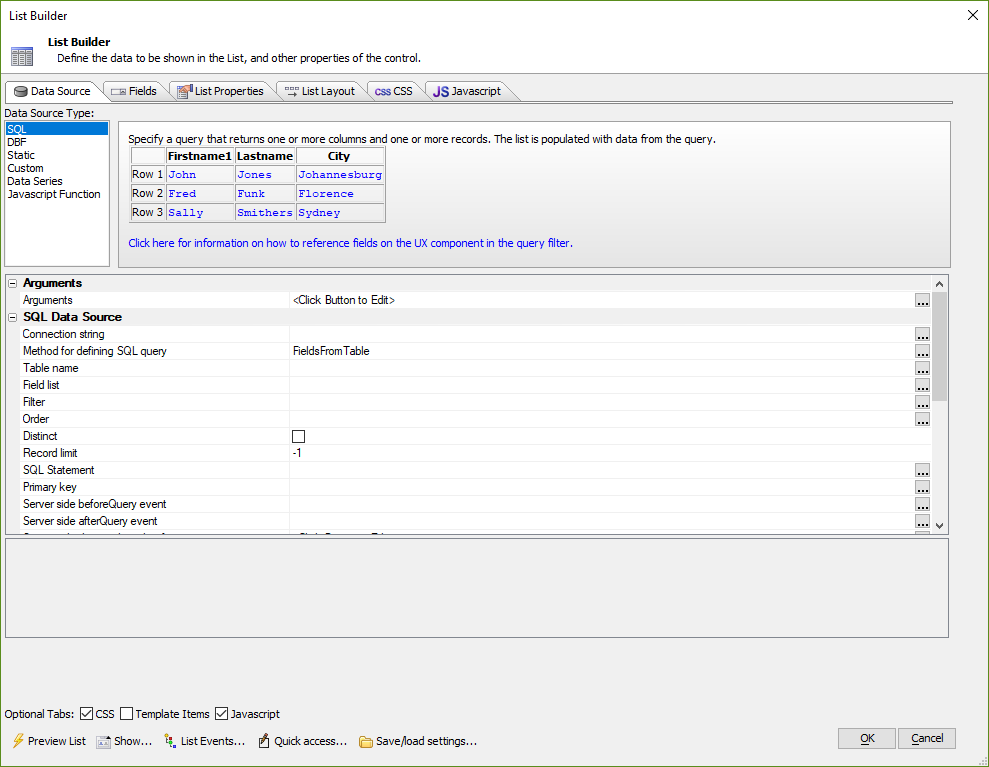 List Builder
List Builder
Define the data to be shown in the List, and other properties of the control.
Data Source Fields List Properties List Layout CSS CSS JS Javascript
Data Source Type:
SQL
DBF
Static
Custom
Data Series
Javascript Function
Specify a query that returns one or more columns and one or more records. The list is populated with data from the query.
Firstname1 Lastname City
Row 1 John Jones Johannesburg
Row 2 Fred Funk Florence
Row 3 Sally Smithers Sydney
Click here for information on how to reference fields on the UX component in the query filter.
Arguments
Arguments <Click Button to Edit> ...
SQL Data Source
Connection string ...
Method for defining SQL query FieldsFromTable ...
Table name ...
Field list ...
Filter ...
Order ...
Distinct
Record limit -1
SQL Statement ...
Primary key ...
Server side beforeQuery event ...
Server side afterQuery event ...
Optional Tabs: CSS Template Items Javascript
Preview List Show... List Events... Quick access... Save/load settings... OK Cancel